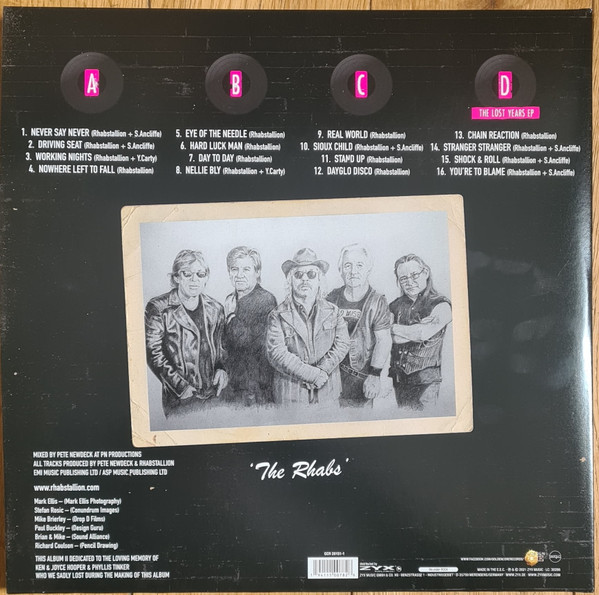 A
B
C
D
THE LOST YEARS EP
1. NEVER SAY NEVER (Rhabstallion + S.Ancliffe)
2. DRIVING SEAT (Rhabstallion + S.Ancliffe)
3. WORKING NIGHTS (Rhabstallion + Y.Carty)
4. NOWHERE LEFT TO FALL (Rhabstallion)
5. EYE OF THE NEEDLE (Rhabstallion)
6. HARD LUCK MAN (Rhabstallion)
7. DAY TO DAY (Rhabstallion)
8. NELLIE BLY (Rhabstallion + Y.Carty)
9. REAL WORLD (Rhabstallion)
10. SIOUX CHILD (Rhabstallion + S.Ancliffe)
11. STAND UP (Rhabstallion)
12. DAYGLO DISCO (Rhabstallion)
13. CHAIN REACTION (Rhabstallion)
14. STRANGER STRANGER (Rhabstallion + S.Ancliffe)
15. SHOCK & ROLL (Rhabstallion + S.Ancliffe)
16. YOU'RE TO BLAME (Rhabstallion + S.Ancliffe)
'The Rhabs'
MIXED BY PETE NEWDECK AT PN PRODUCTIONS
ALL TRACKS PRODUCED BY PETE NEWDECK & RHABSTALLION
EMI MUSIC PUBLISHING LTD / ASP MUSIC PUBLISHING LTD
www.rhabstallion.com
Mark Ellis – (Mark Ellis Photography)
Stefan Rosic – (Conundrum Images)
Mike Brierley – (Drop D Films)
Paul Buckley – (Design Guru)
Brian & Mike – (Sound Alliance)
Richard Coulson – (Pencil Drawing)
THIS ALBUM IS DEDICATED TO THE LOVING MEMORY OF
KEN & JOYCE HOOPER & PHYLLIS TINKER
WHO WE SADLY LOST DURING THE MAKING OF THIS ALBUM
ZYX